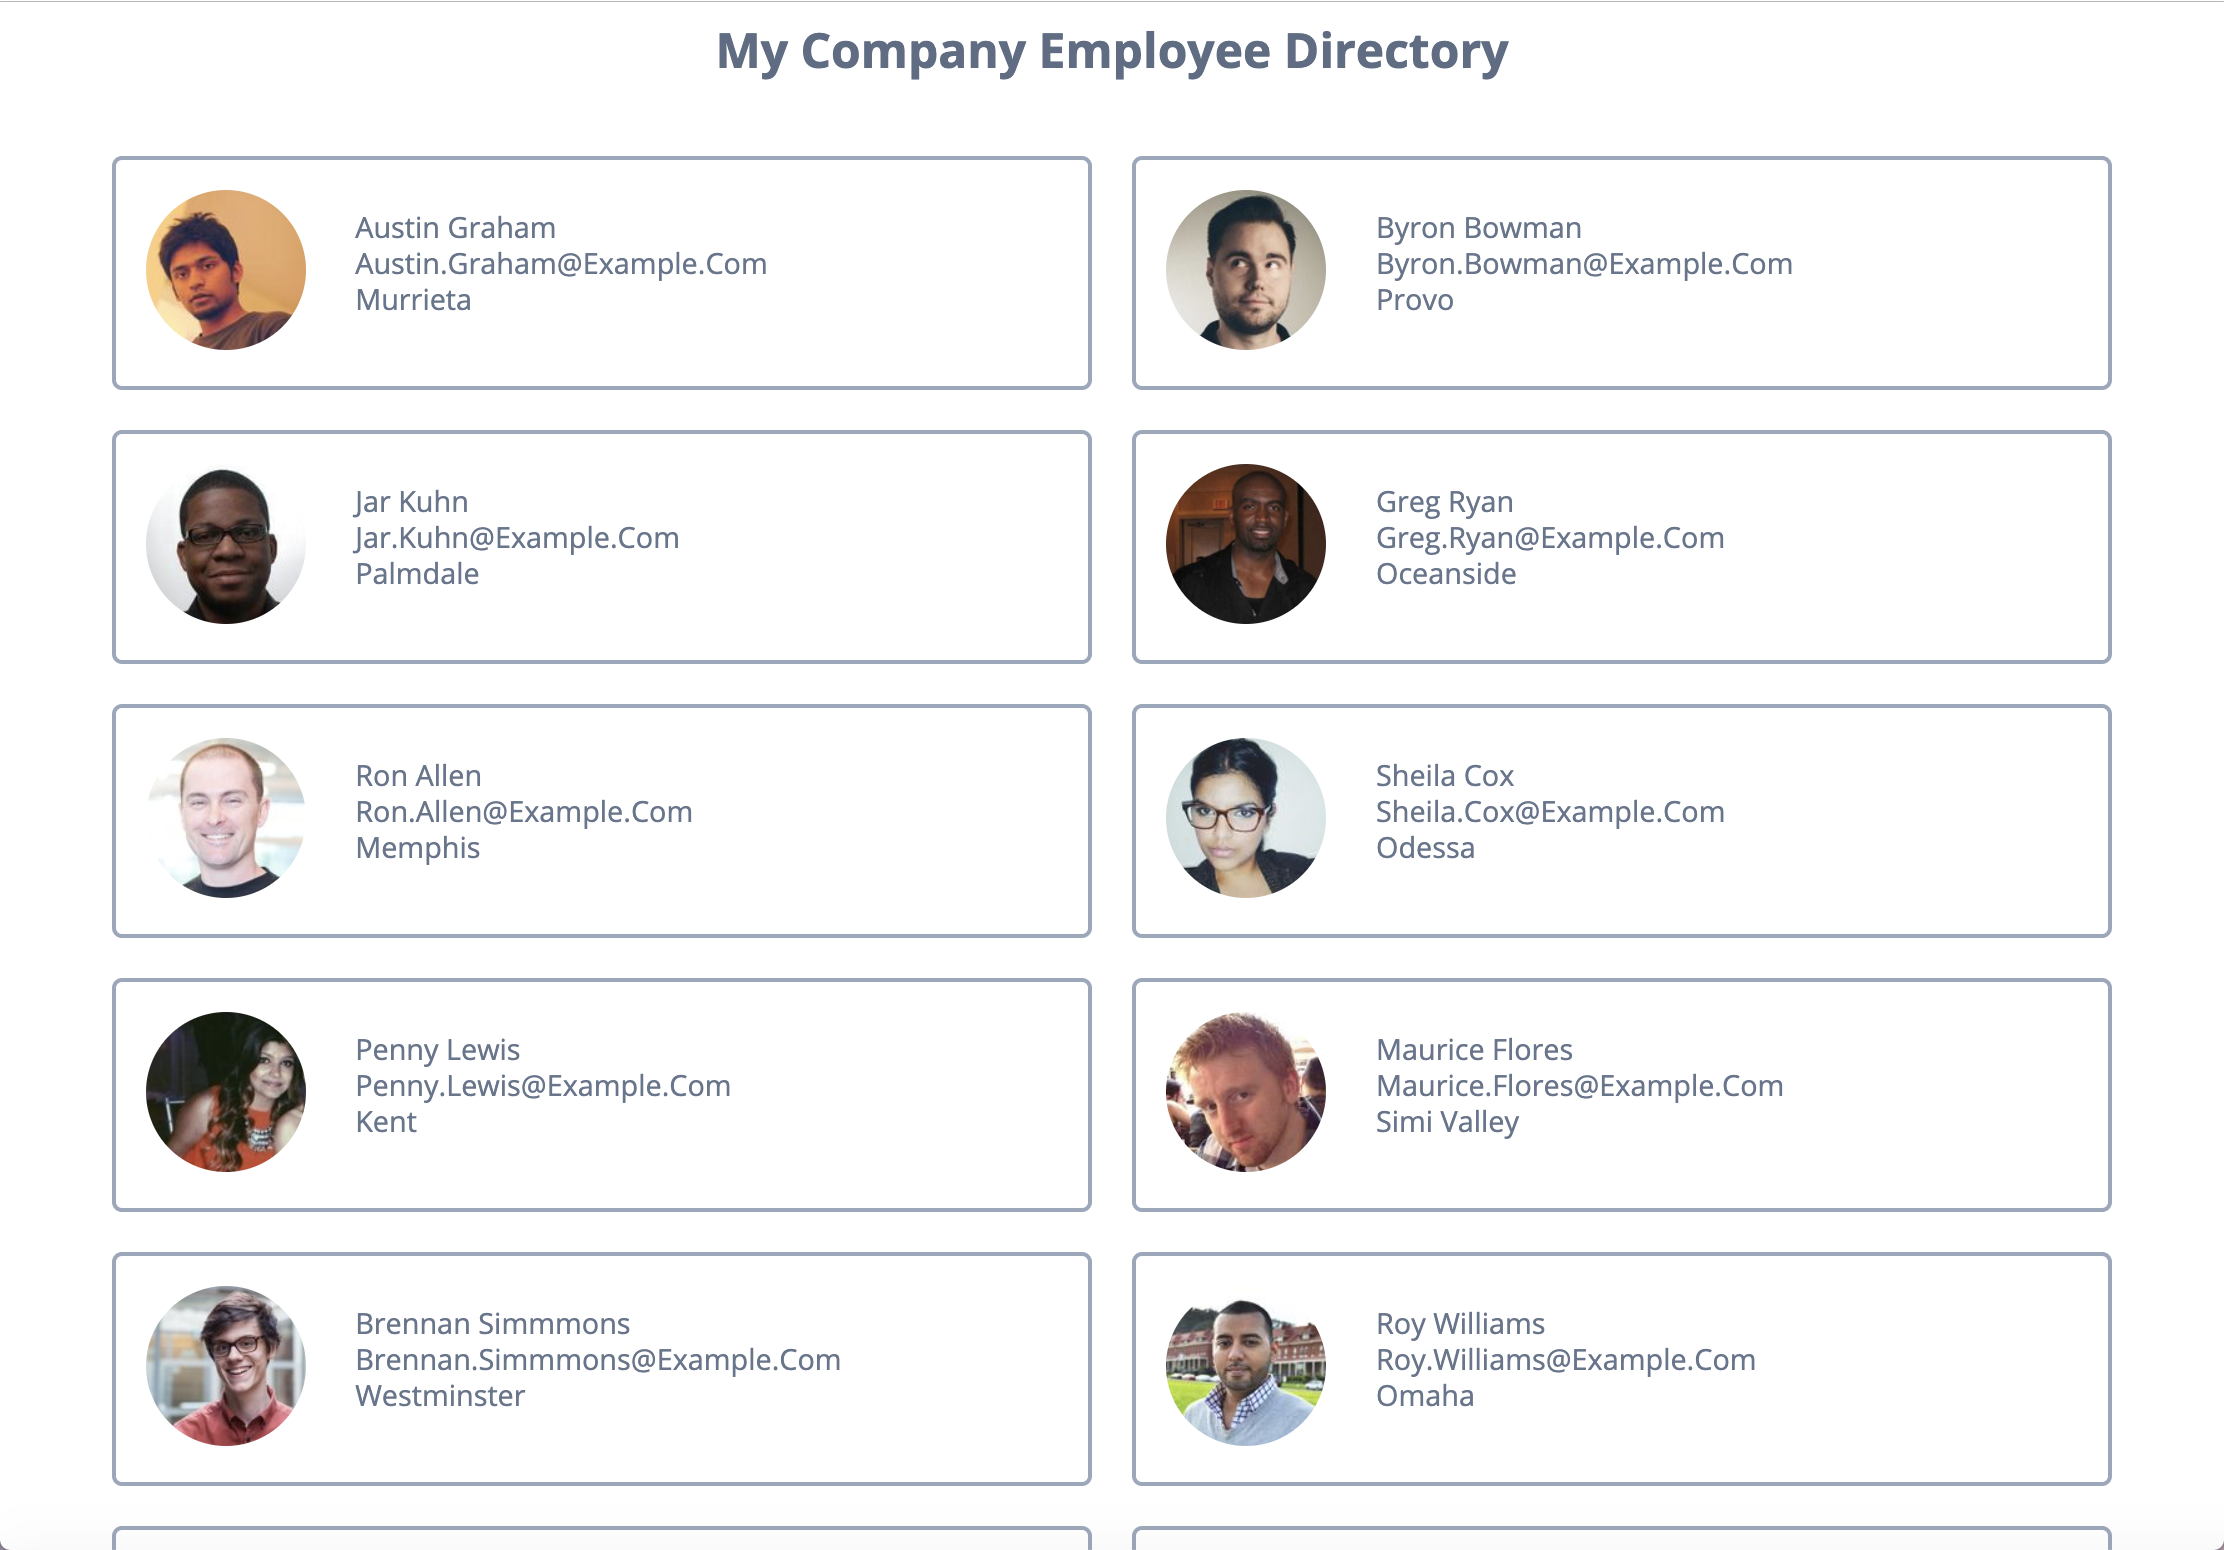 My Company Employee Directory
Austin Graham
Austin.Graham@Example.Com
Murrieta
Byron Bowman
Byron.Bowman@Example.Com
Provo
Jar Kuhn
Jar.Kuhn@Example.Com
Palmdale
Greg Ryan
Greg.Ryan@Example.Com
Oceanside
Ron Allen
Ron.Allen@Example.Com
Memphis
Sheila Cox
Sheila.Cox@Example.Com
Odessa
Penny Lewis
Penny.Lewis@Example.Com
Kent
Maurice Flores
Maurice.Flores@Example.Com
Simi Valley
Brennan Simmmons
Brennan.Simmmons@Example.Com
Westminster
Roy Williams
Roy.Williams@Example.Com
Omaha